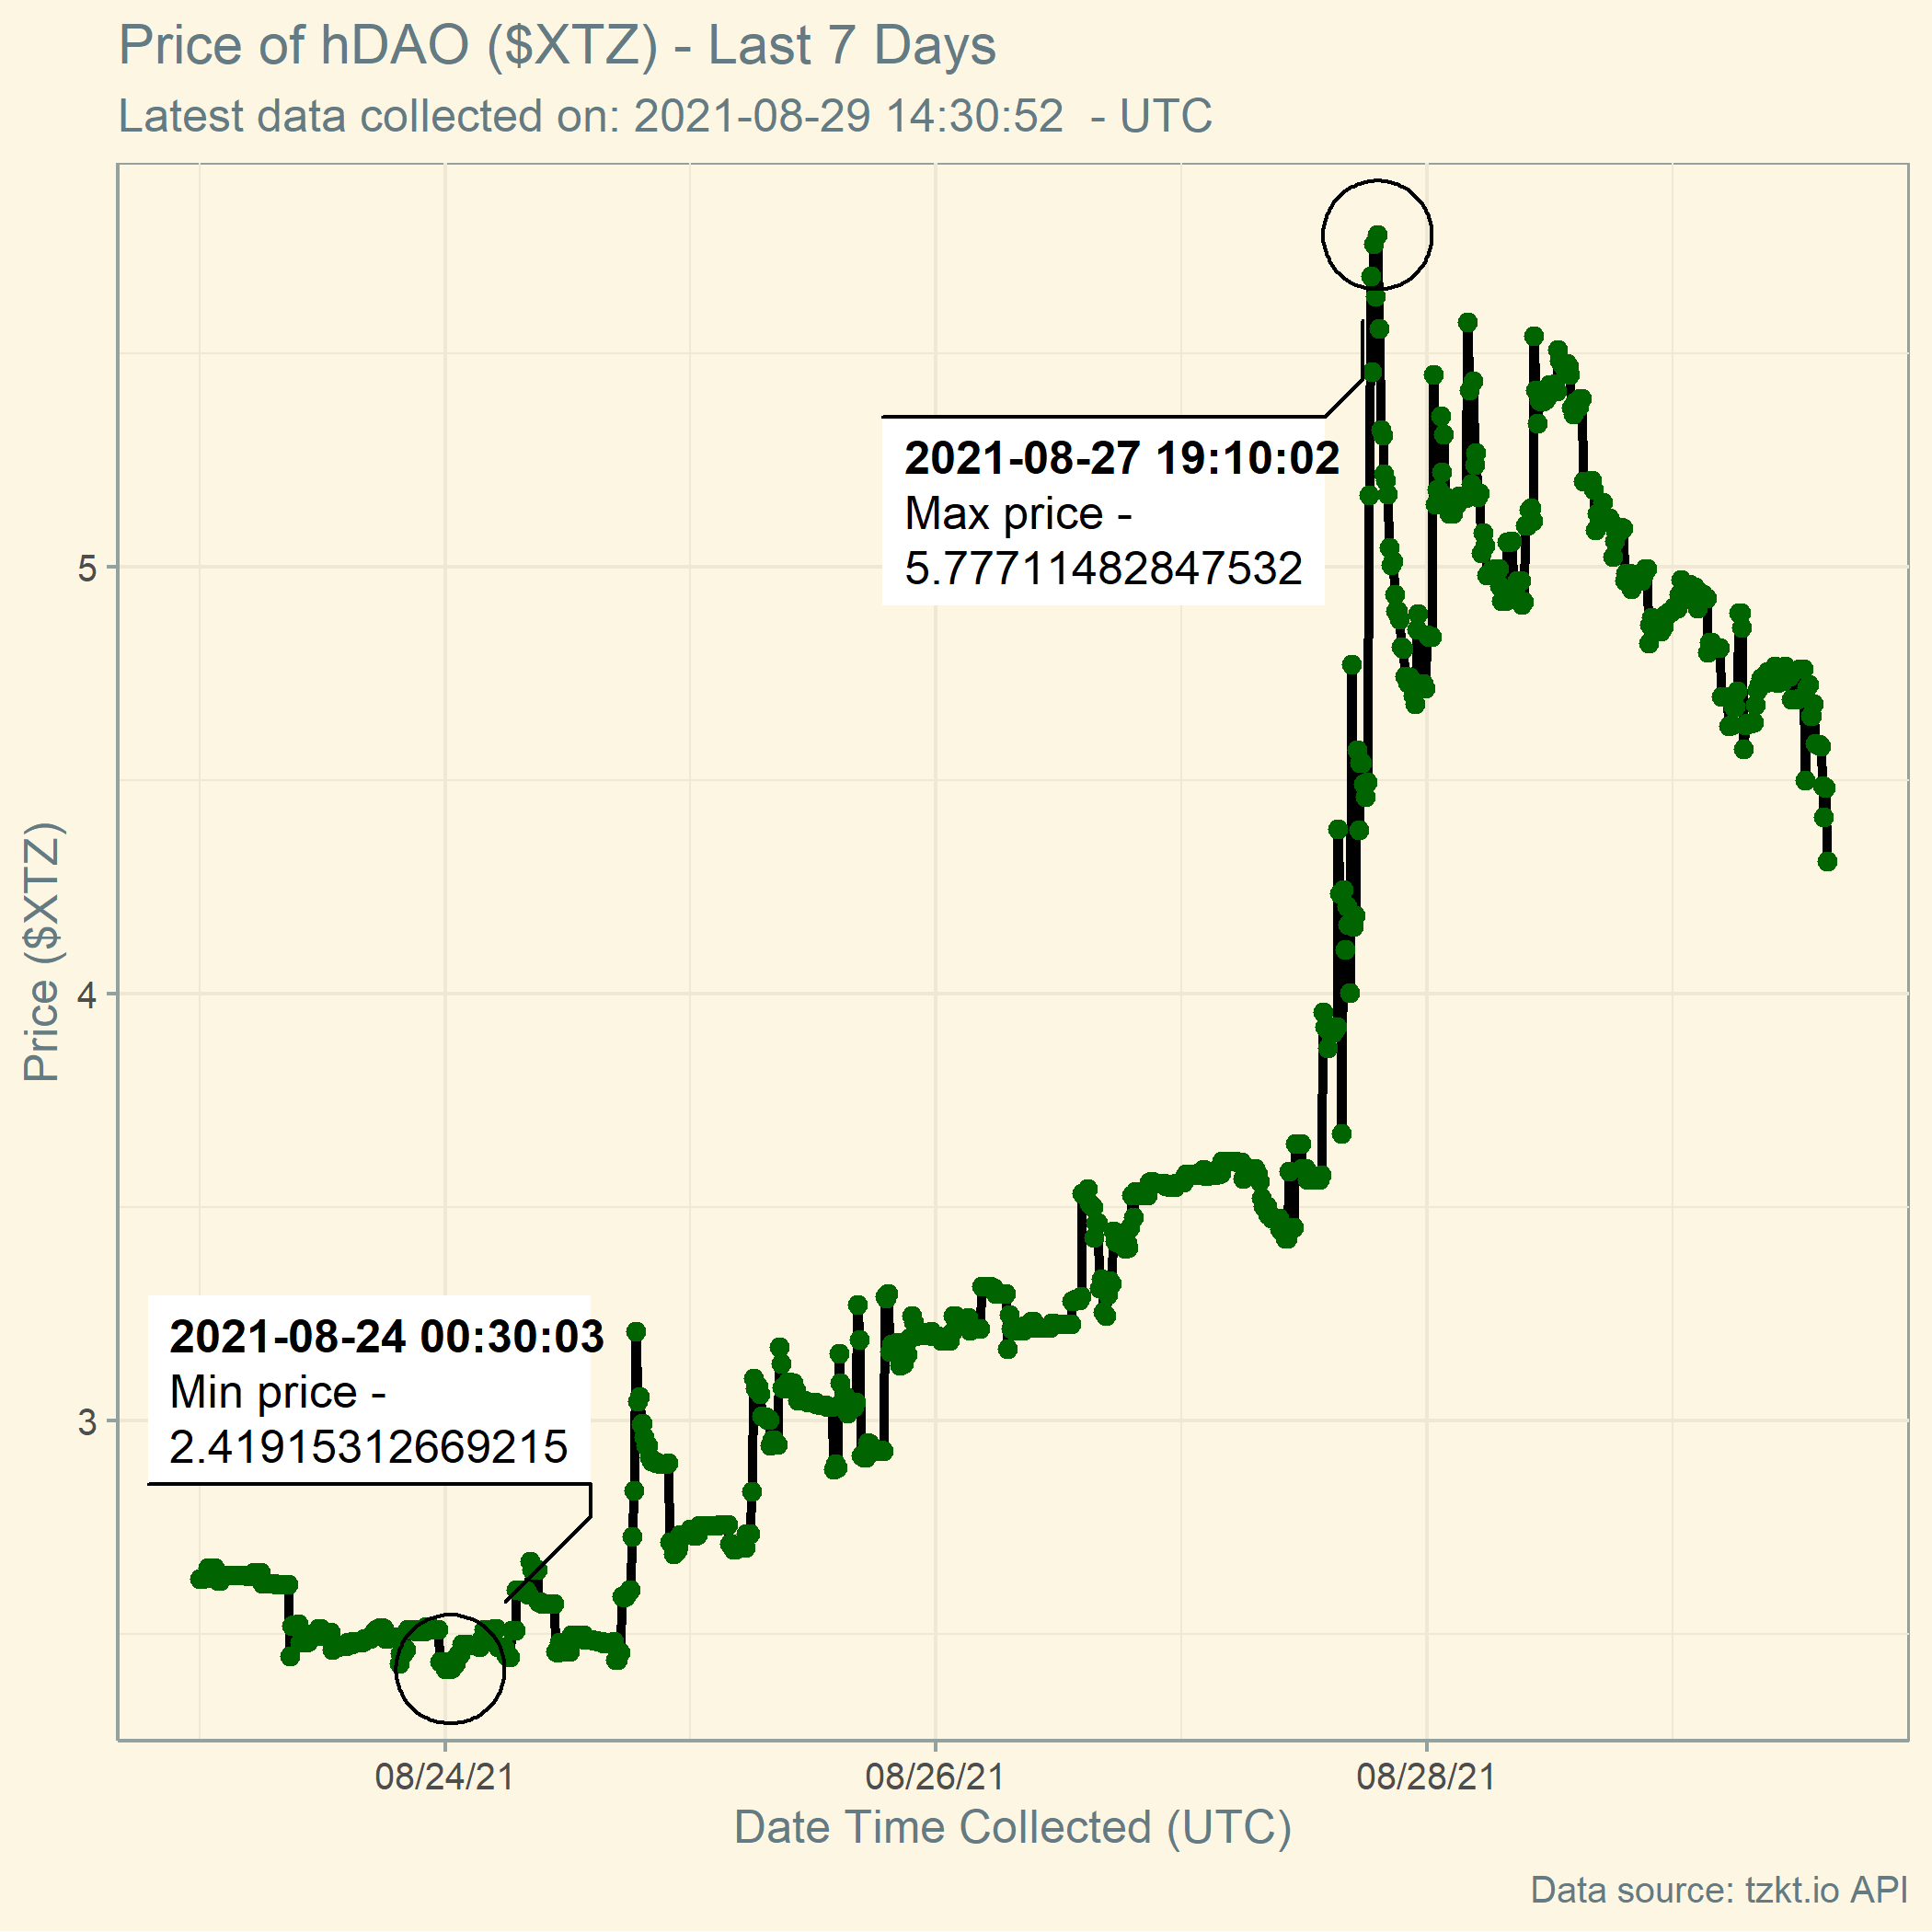 Price of hDAO ($XTZ) - Last 7 Days
Latest data collected on: 2021-08-29 14:30:52  - UTC
2021-08-27 19:10:02
Max price -
5.77711482847532
5
4
3
Price ($XTZ)
2021-08-24 00:30:03
Min price -
2.41915312669215
08/24/21
08/26/21
08/28/21
Date Time Collected (UTC)
Data source: tzkt.io API